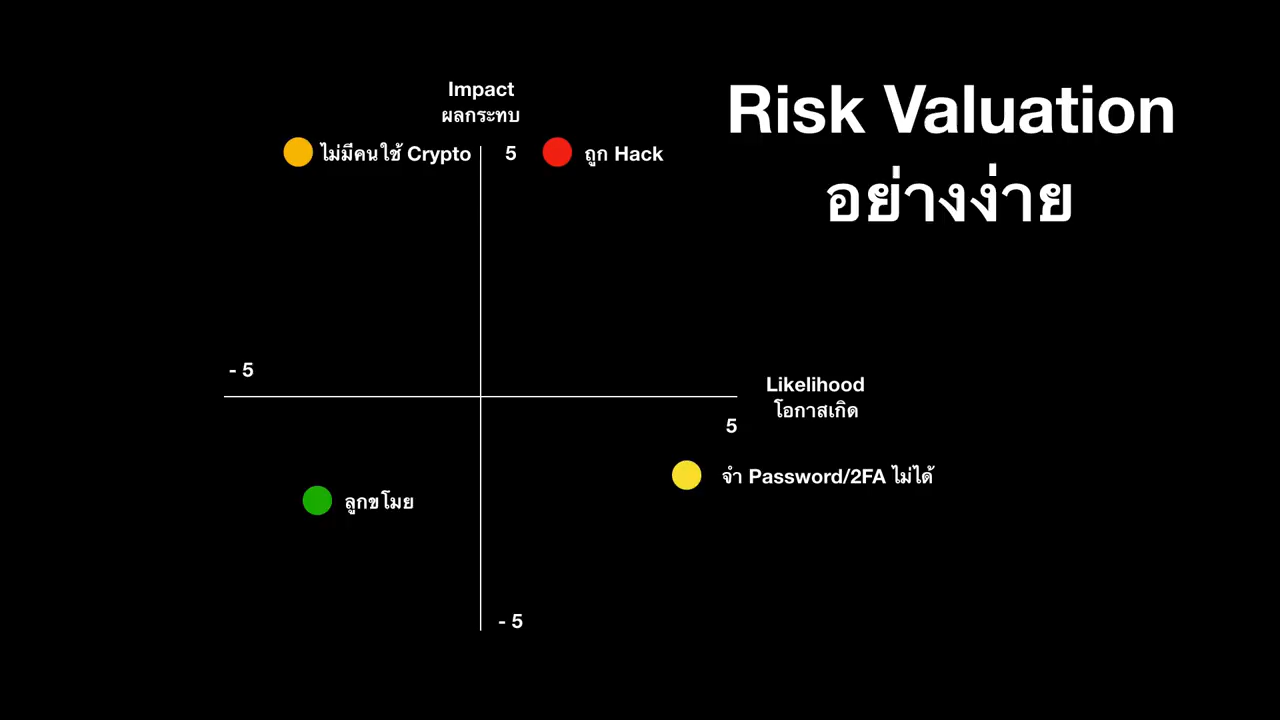 Risk Valuation
อย่างง่าย
Impact
ผลกระทบ
ไม่มีคนใช้ Crypto
5
ถูก Hack
- 5
Likelihood
โอกาสเกิด
5
จำ Password/2FA ไม่ได้
ลูกขโมย
- 5